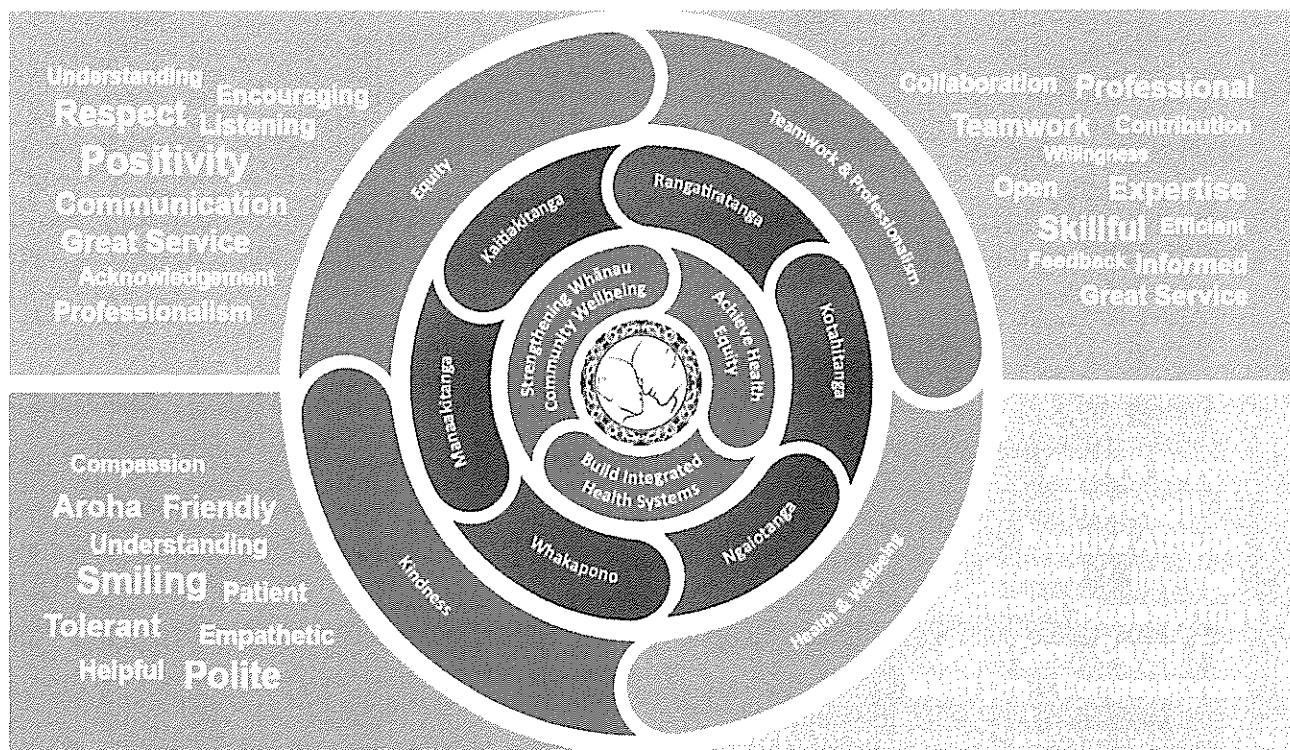 Understanding
Respect Encouraging
Listening
Positivity
Communication
Great Service
Acknowledgement
Professionalism
Collaboration Professional
Teamwork Contribution
Willingness
Open Expertise
Skillful Efficient
Feedback Informed
Great Service
Equity
Teamwork & Professionalism
Kaitiakitanga
Rangatiratanga
Kotahitanga
Manaakitanga
Whakapono
Ngaiotanga
Strengthening Whānau
Community Wellbeing
Achieve Health
Equity
Build Integrated
Health Systems
Kindness
Health & Wellbeing
Compassion
Aroha Friendly
Understanding
Smiling Patient
Tolerant Empathetic
Helpful Polite